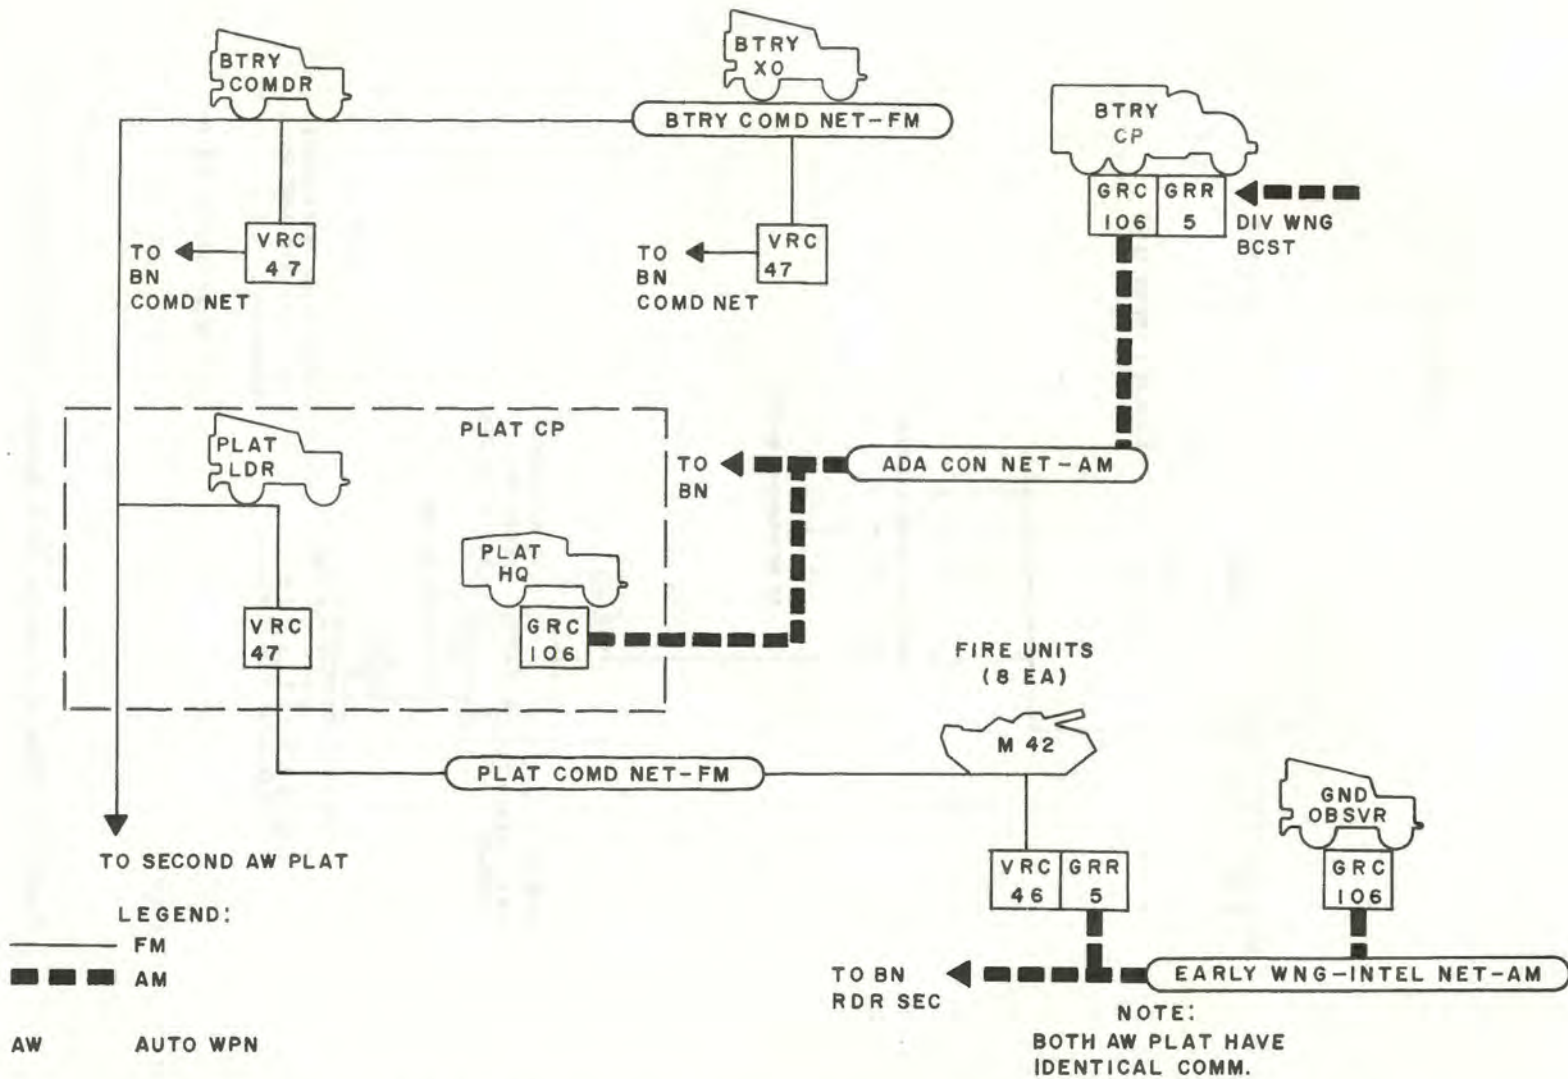 BTRY
COMDR
BTRY
XO
BTRY COMD NET-FM
BTRY
CP
GRC
106
GRR
5
DIV WNG
BCST
VRC
47
TO
BN
COMD NET
VRC
47
TO
BN
COMD NET
PLAT CP
PLAT
LDR
TO
BN
ADA CON NET-AM
PLAT
HQ
VRC
47
GRC
106
FIRE UNITS
(8 EA)
M 42
PLAT COMD NET-FM
GND
OBSVR
TO SECOND AW PLAT
VRC
46
GRR
5
GRC
106
LEGEND:
FM
AM
AW AUTO WPN
TO BN
RDR SEC
EARLY WNG-INTEL NET-AM
NOTE:
BOTH AW PLAT HAVE
IDENTICAL COMM.